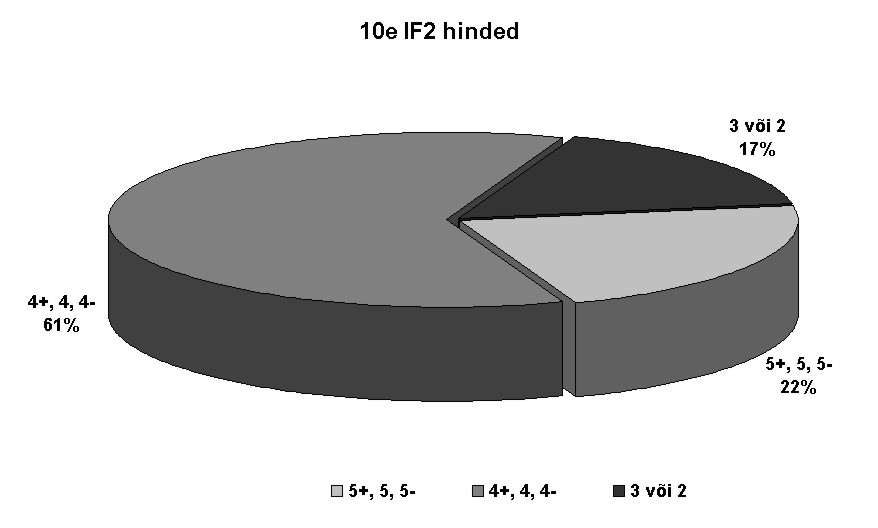 10e IF2 hinded
3 või 2
17%
4+, 4, 4-
61%
5+, 5, 5-
22%
5+, 5, 5- 4+, 4, 4- 3 või 2